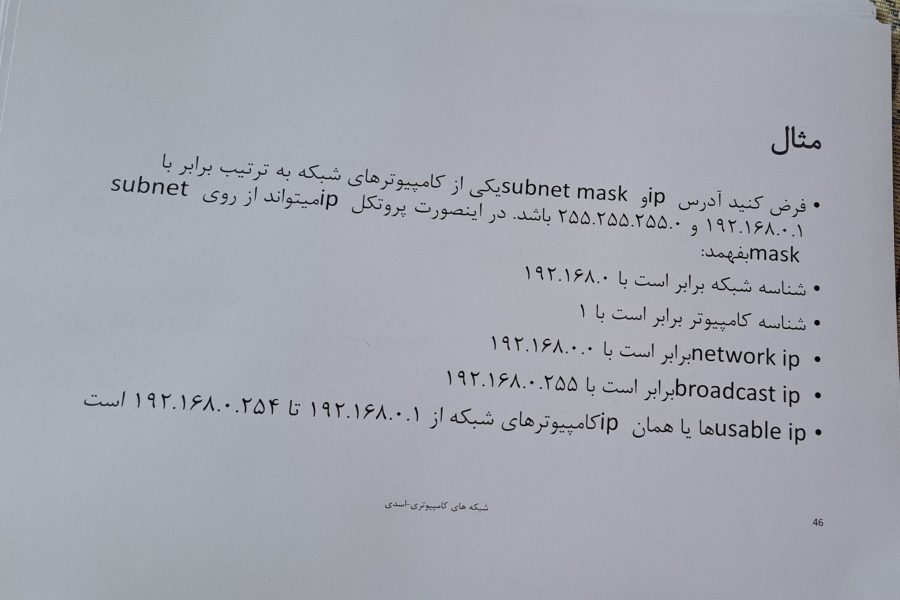 مثال
• فرض کنید آدرس ip و subnet mask یکی از کامپیوترهای شبکه به ترتیب برابر با
۱۹۲.۱۶۸.۰.۱ و ۲۵۵.۲۵۵.۲۵۵.۰ باشد. در اینصورت پروتکل ip میتواند از روی subnet
mask بفهمد:
• شناسه شبکه برابر است با ۱۹۲.۱۶۸.۰
• شناسه کامپیوتر برابر است با ۱
• network ip برابر است با ۱۹۲.۱۶۸.۰.۰
• broadcast ip برابر است با ۱۹۲.۱۶۸.۰.۲۵۵
• usable ip ها یا همان ip کامپیوترهای شبکه از ۱۹۲.۱۶۸.۰.۱ تا ۱۹۲.۱۶۸.۰.۲۵۴ است
شبکه های کامپیوتری-اسدی
46